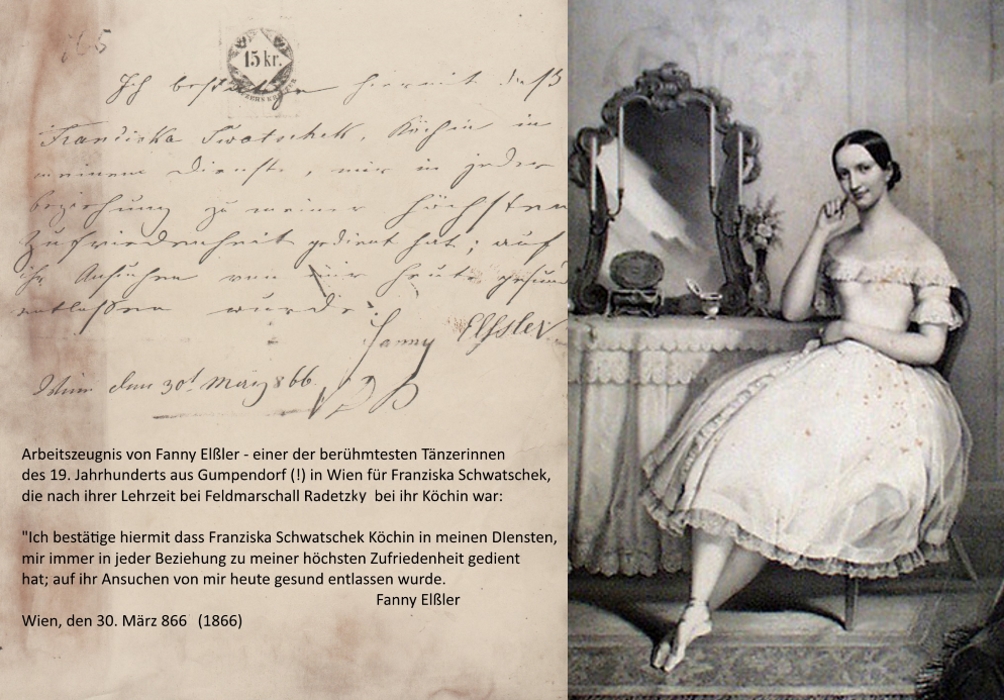 15 kr.
Ich bestätige hiermit daß
Franciska Swatschek, Köchin in
meinem Dienste, mir in jeder
beziehung zu meiner höchsten
Zufriedenheit gedient hat; auf
ihr Ansuchen von mir heute gesund
entlassen wurde.
Fanny Elßler
Wien den 30t März 866.
Arbeitszeugnis von Fanny Elßler - einer der berühmtesten Tänzerinnen
des 19. Jahrhunderts aus Gumpendorf (!) in Wien für Franziska Schwatschek,
die nach ihrer Lehrzeit bei Feldmarschall Radetzky bei ihr Köchin war:
"Ich bestätige hiermit dass Franziska Schwatschek Köchin in meinen DIensten,
mir immer in jeder Beziehung zu meiner höchsten Zufriedenheit gedient
hat; auf ihr Ansuchen von mir heute gesund entlassen wurde.
Fanny Elßler
Wien, den 30. März 866 (1866)